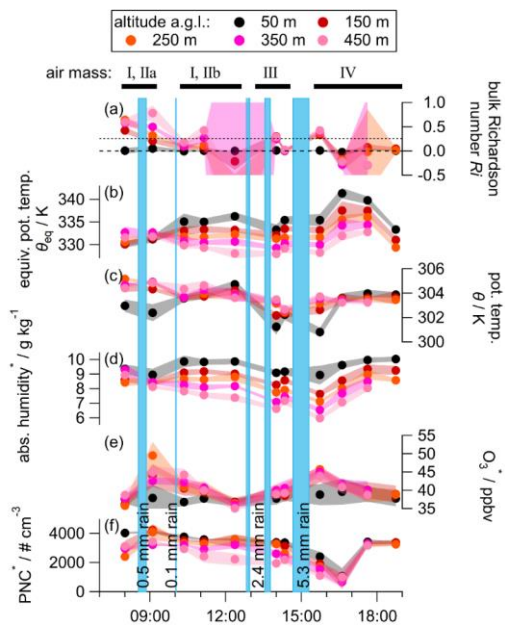 altitude a.g.l.: 50 m 150 m
250 m 350 m 450 m
air mass: I, IIa I, IIb III IV
(a)
1.0
0.5
0.0
-0.5
bulk Richardson
number Ri
(b)
equiv. pot. temp.
θeq / K
340
335
330
(c)
306
304
302
300
pot. temp.
θ / K
(d)
abs. humidity* / g kg-1
10
9
8
7
6
(e)
55
50
45
40
35
O3* / ppbv
(f)
PNC* / # cm-3
4000
2000
0
0.5 mm rain
0.1 mm rain
2.4 mm rain
5.3 mm rain
09:00 12:00 15:00 18:00